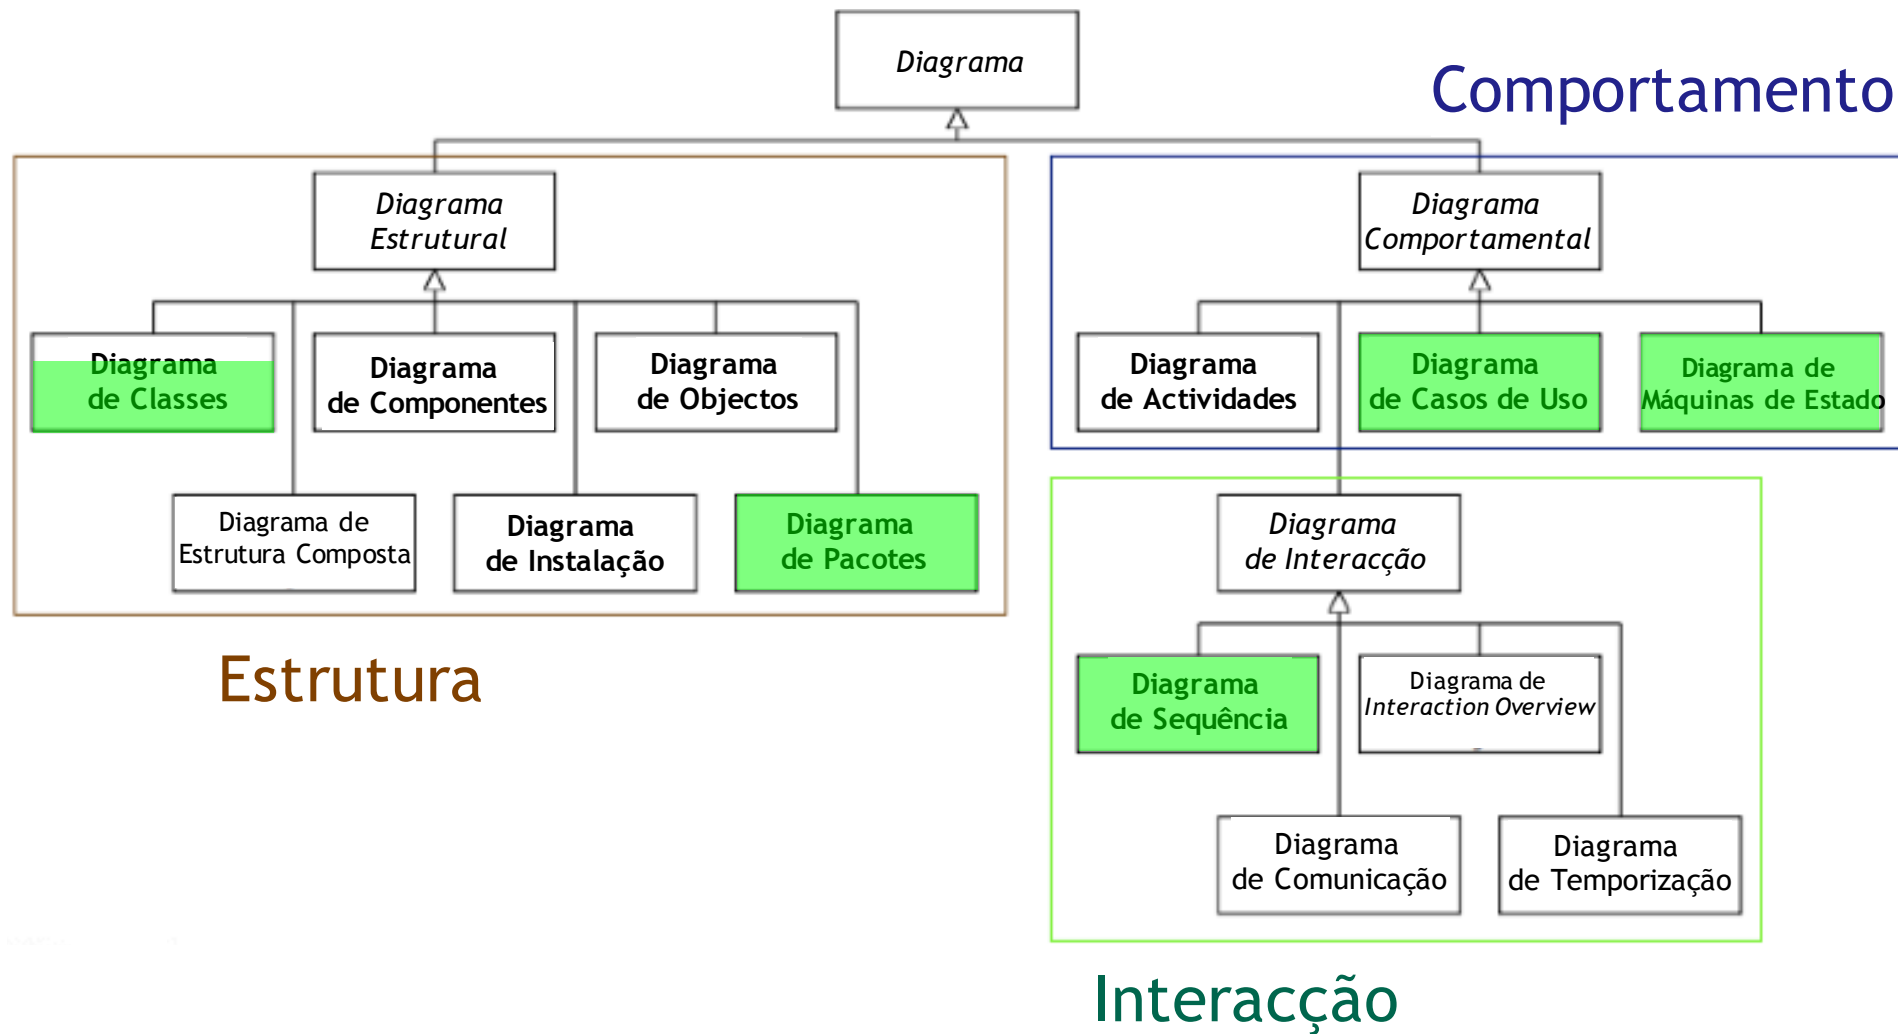 Diagrama
Comportamento
Diagrama
Estrutural
Diagrama
Comportamental
Diagrama
de Classes
Diagrama
de Componentes
Diagrama
de Objectos
Diagrama
de Actividades
Diagrama
de Casos de Uso
Diagrama de
Máquinas de Estado
Diagrama de
Estrutura Composta
Diagrama
de Instalação
Diagrama
de Pacotes
Diagrama
de Interacção
Estrutura
Diagrama
de Sequência
Diagrama de
Interaction Overview
Diagrama
de Comunicação
Diagrama
de Temporização
Interacção